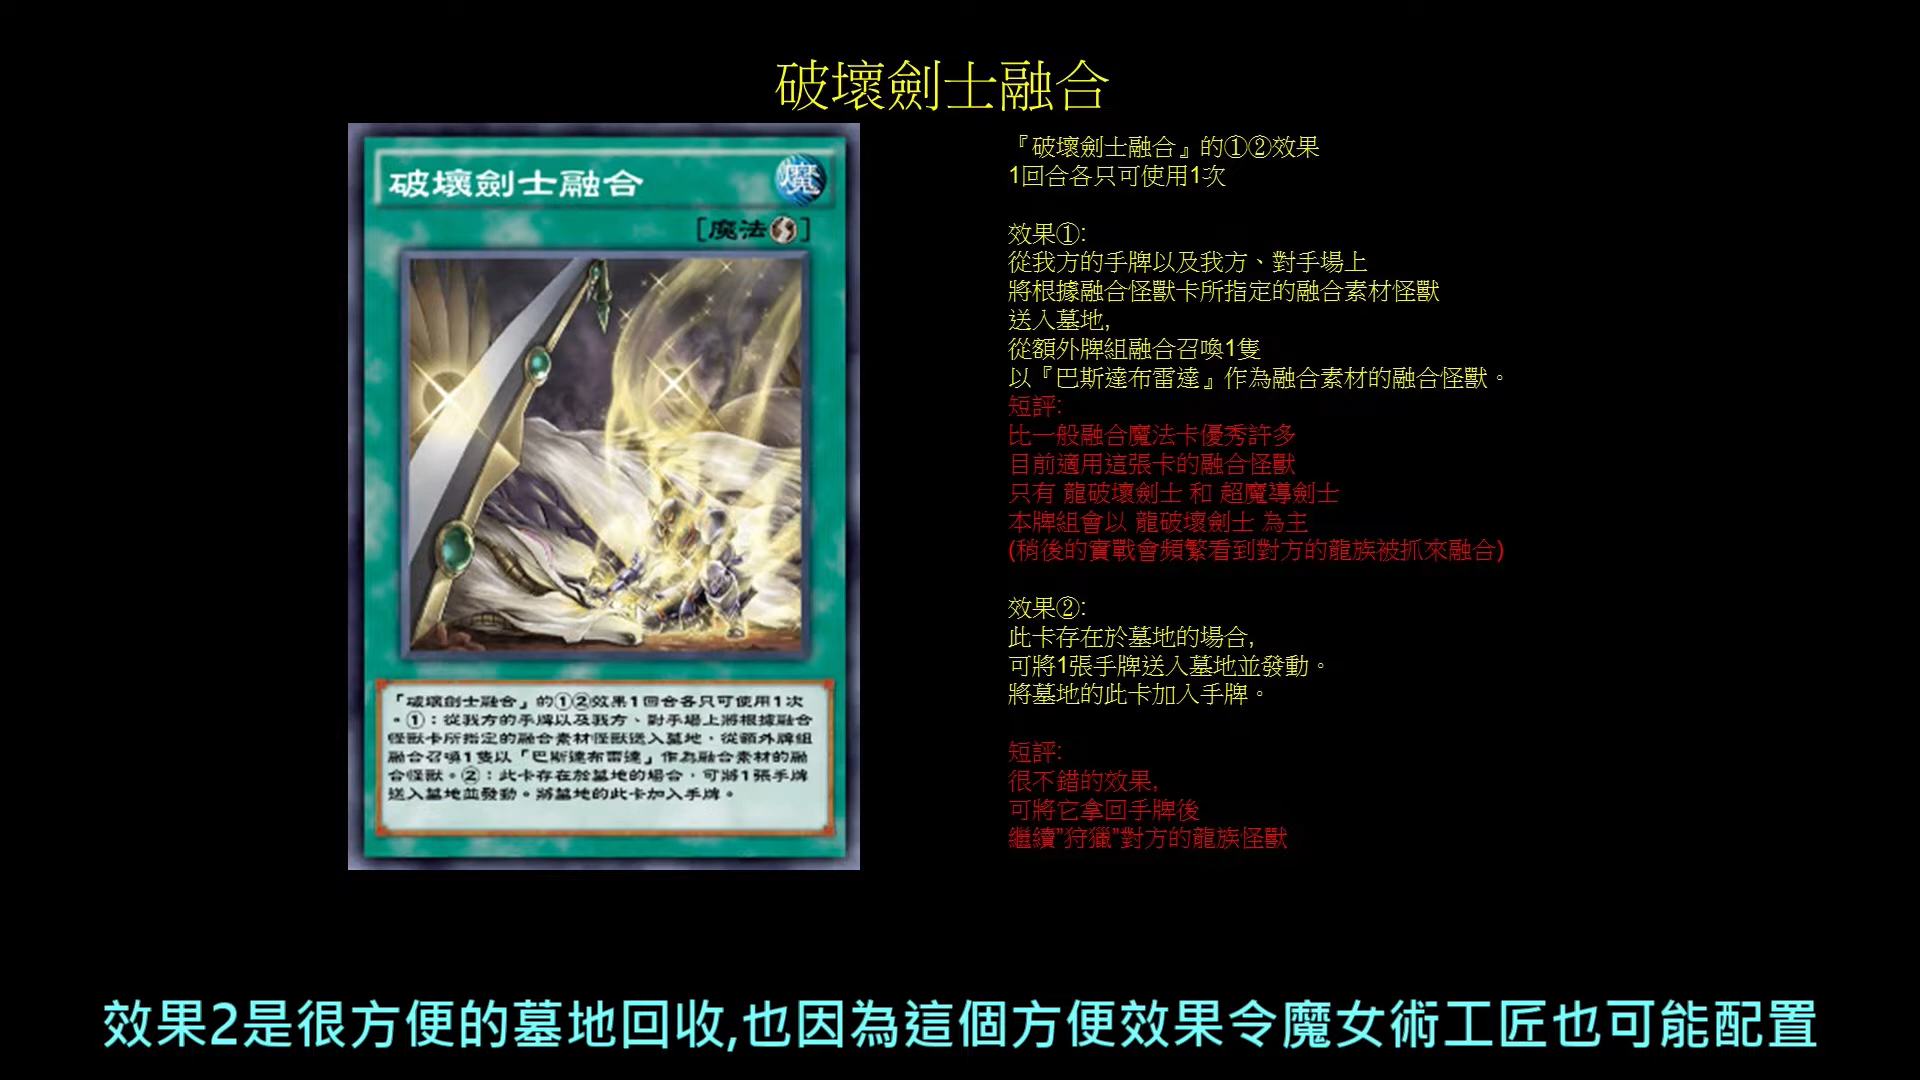 破壞劍士融合
破壞劍士融合
魔
[魔法]
「破壞劍士融合」的①②效果1回合各只可使用1次
。①：從我方的手牌以及我方、對手場上將根據融合
怪獸卡所指定的融合素材怪獸送入墓地，從額外牌組
融合召喚1隻以「巴斯達布雷達」作為融合素材的融
合怪獸。②：此卡存在於墓地的場合，可將1張手牌
送入墓地並發動。將墓地的此卡加入手牌。
『破壞劍士融合』的①②效果
1回合各只可使用1次
效果①:
從我方的手牌以及我方、對手場上
將根據融合怪獸卡所指定的融合素材怪獸
送入墓地,
從額外牌組融合召喚1隻
以『巴斯達布雷達』作為融合素材的融合怪獸。
短評:
比一般融合魔法卡優秀許多
目前適用這張卡的融合怪獸
只有 龍破壞劍士 和 超魔導劍士
本牌組會以 龍破壞劍士 為主
(稍後的實戰會頻繁看到對方的龍族被抓來融合)
效果②:
此卡存在於墓地的場合,
可將1張手牌送入墓地並發動。
將墓地的此卡加入手牌。
短評:
很不錯的效果,
可將它拿回手牌後
繼續"狩獵"對方的龍族怪獸
效果2是很方便的墓地回收,也因為這個方便效果令魔女術工匠也可能配置